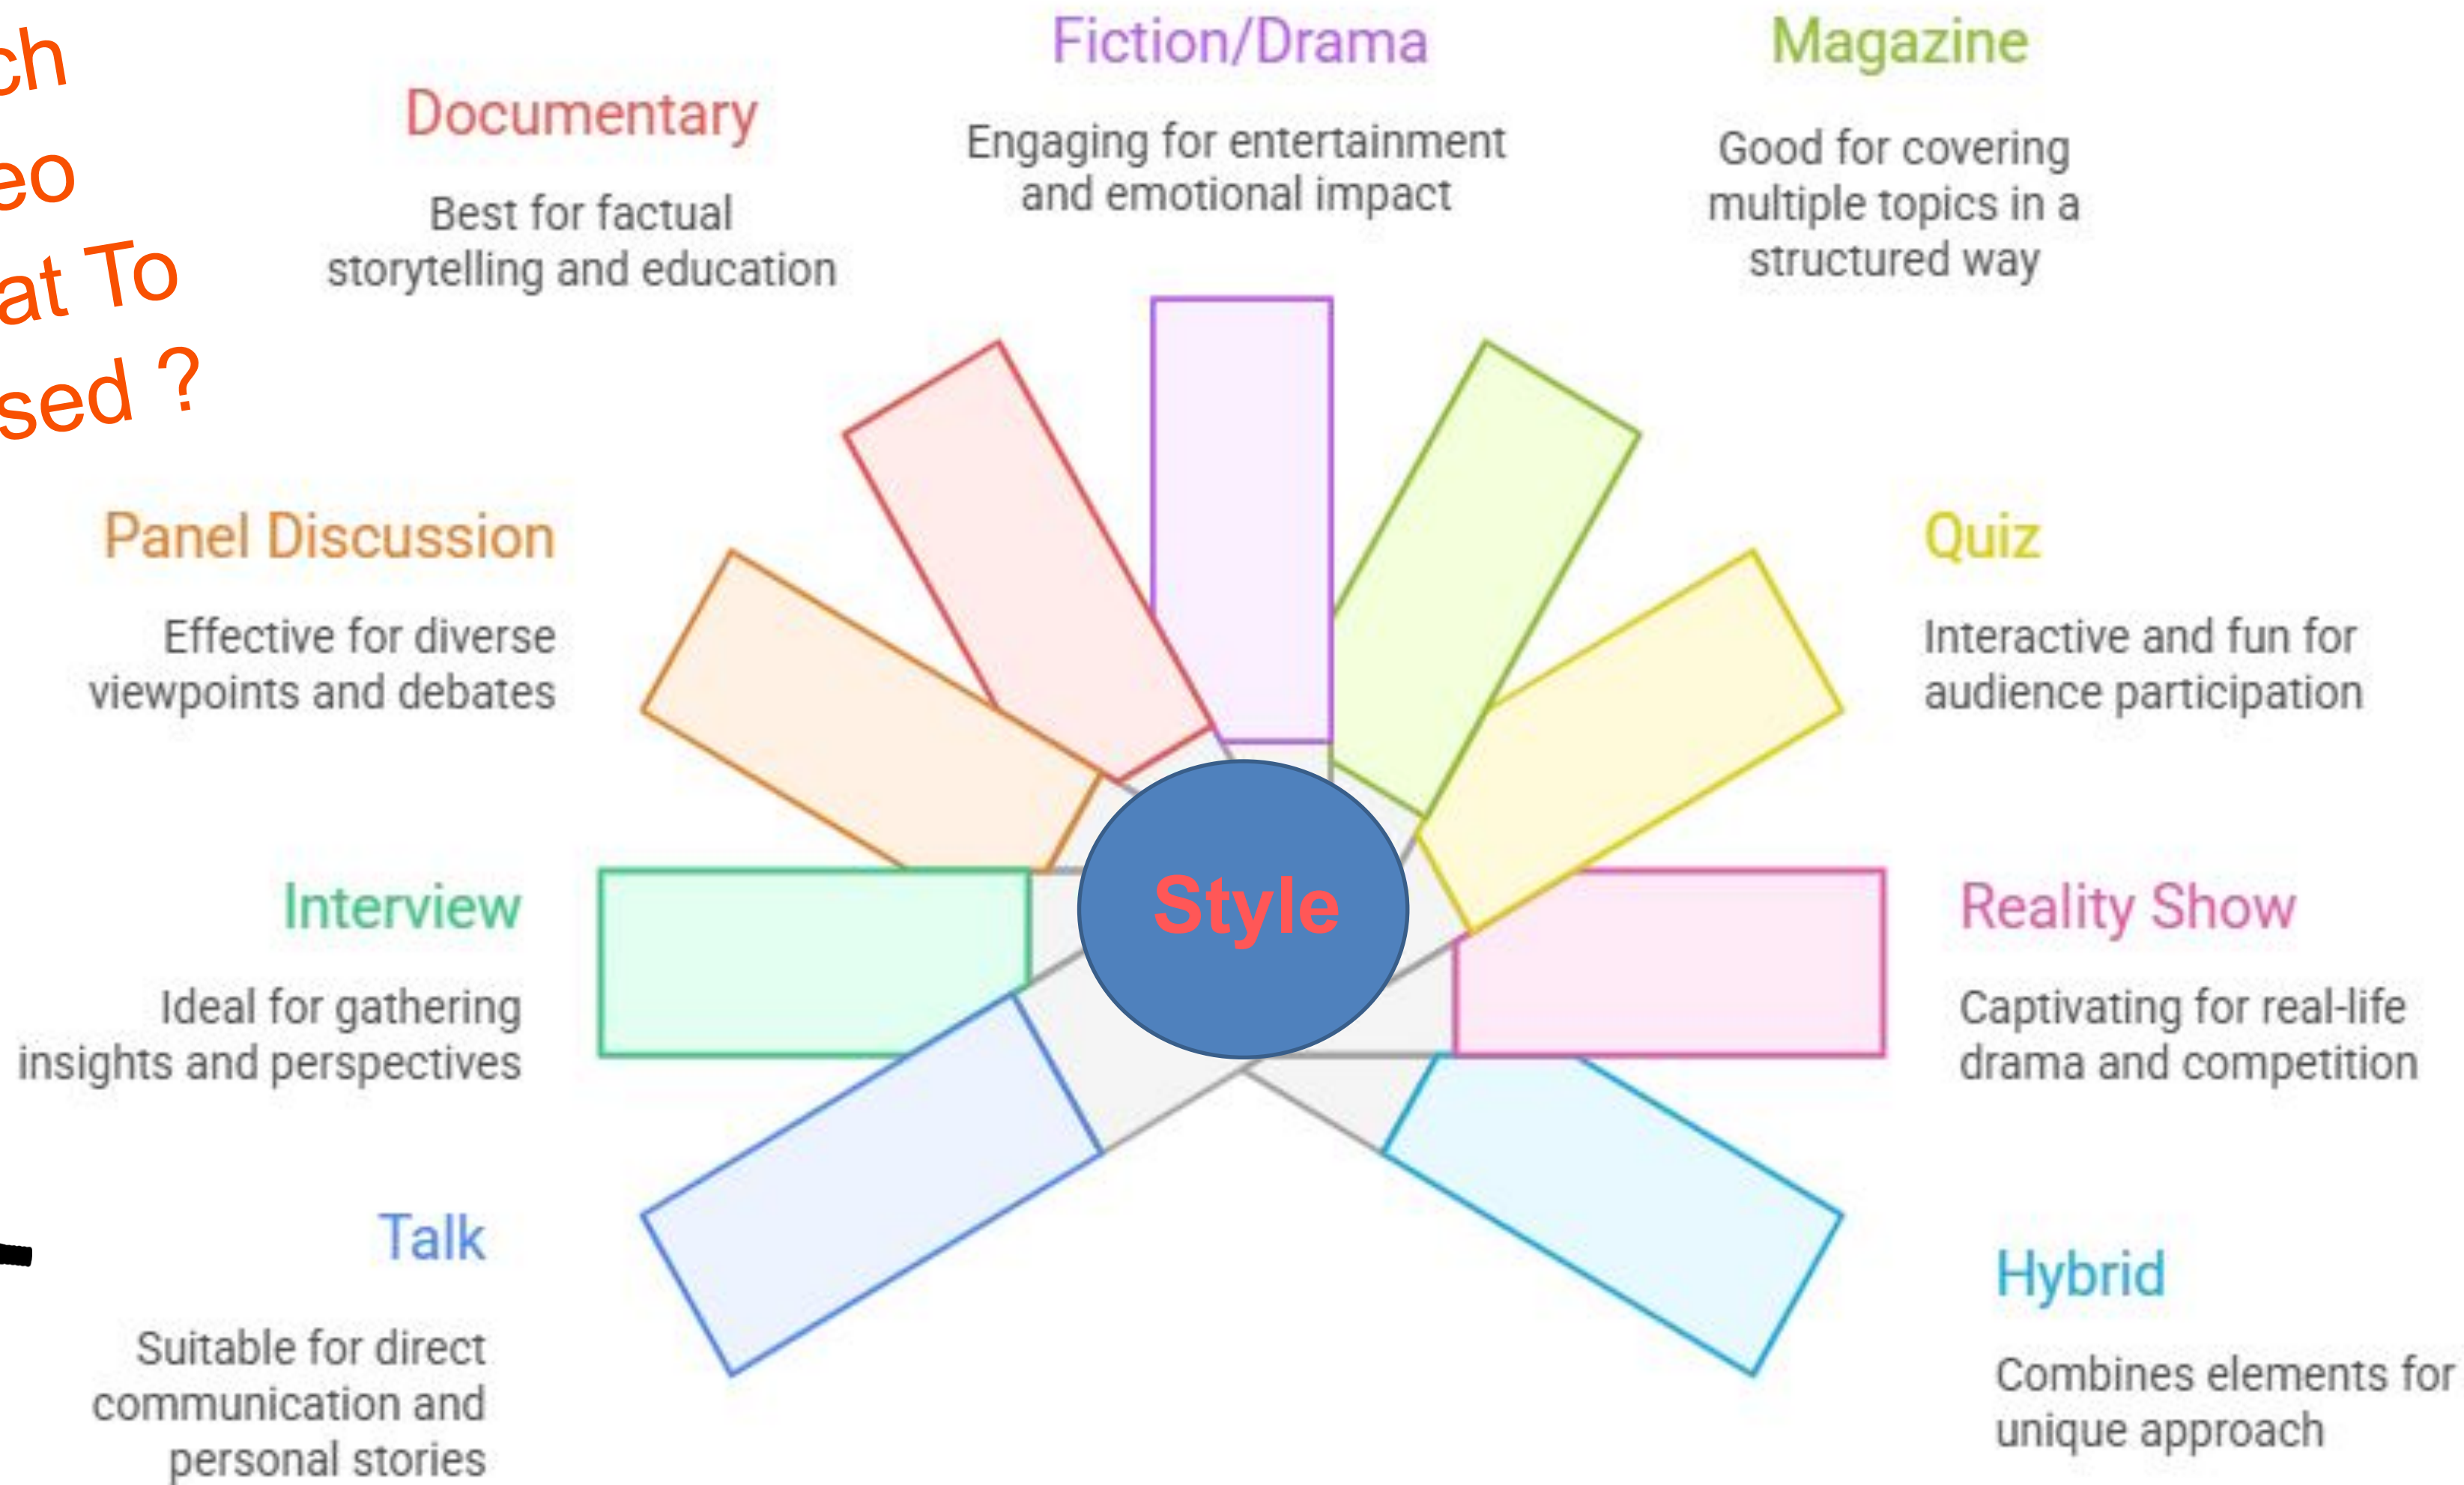 ch
eo
at To
sed ?
Fiction/Drama
Engaging for entertainment
and emotional impact
Magazine
Good for covering
multiple topics in a
structured way
Documentary
Best for factual
storytelling and education
Panel Discussion
Effective for diverse
viewpoints and debates
Quiz
Interactive and fun for
audience participation
Interview
Ideal for gathering
insights and perspectives
Style
Reality Show
Captivating for real-life
drama and competition
Talk
Suitable for direct
communication and
personal stories
Hybrid
Combines elements for
unique approach